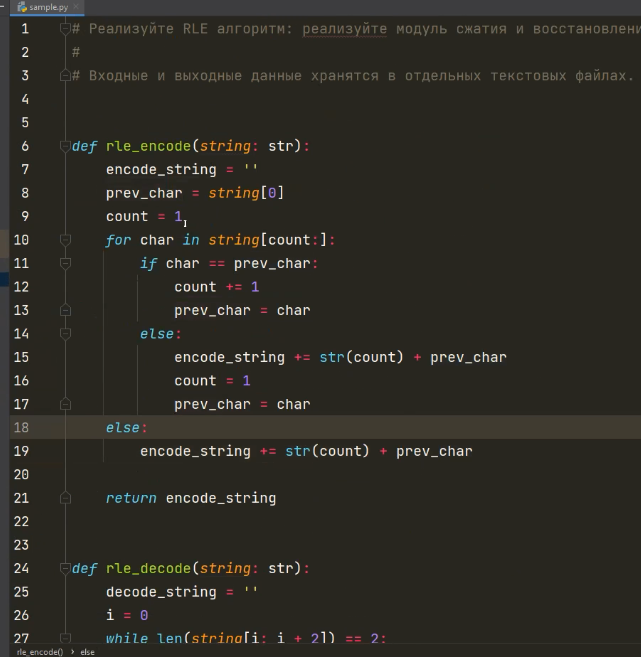 sample.py
1 # Реализуйте RLE алгоритм: реализуйте модуль сжатия и восстановлени
2 #
3 # Входные и выходные данные хранятся в отдельных текстовых файлах.
4
5
6 def rle_encode(string: str):
7 encode_string = ''
8 prev_char = string[0]
9 count = 1
10 for char in string[count:]:
11 if char == prev_char:
12 count += 1
13 prev_char = char
14 else:
15 encode_string += str(count) + prev_char
16 count = 1
17 prev_char = char
18 else:
19 encode_string += str(count) + prev_char
20
21 return encode_string
22
23
24 def rle_decode(string: str):
25 decode_string = ''
26 i = 0
27 while len(string[i: i + 2]) == 2:
rle_encode() › else